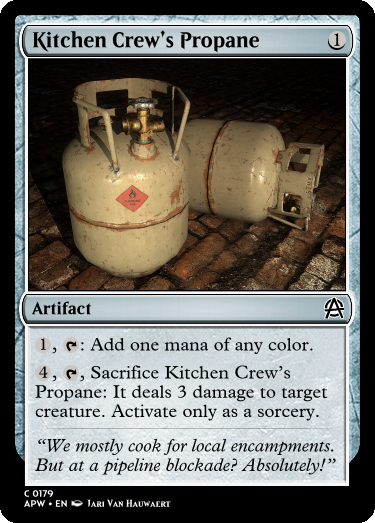 Kitchen Crew's Propane 1
Artifact
1, : Add one mana of any color.
4, , Sacrifice Kitchen Crew's
Propane: It deals 3 damage to target
creature. Activate only as a sorcery.
“We mostly cook for local encampments.
But at a pipeline blockade? Absolutely!”
C 0179
APW • EN Jari Van Hauwaert